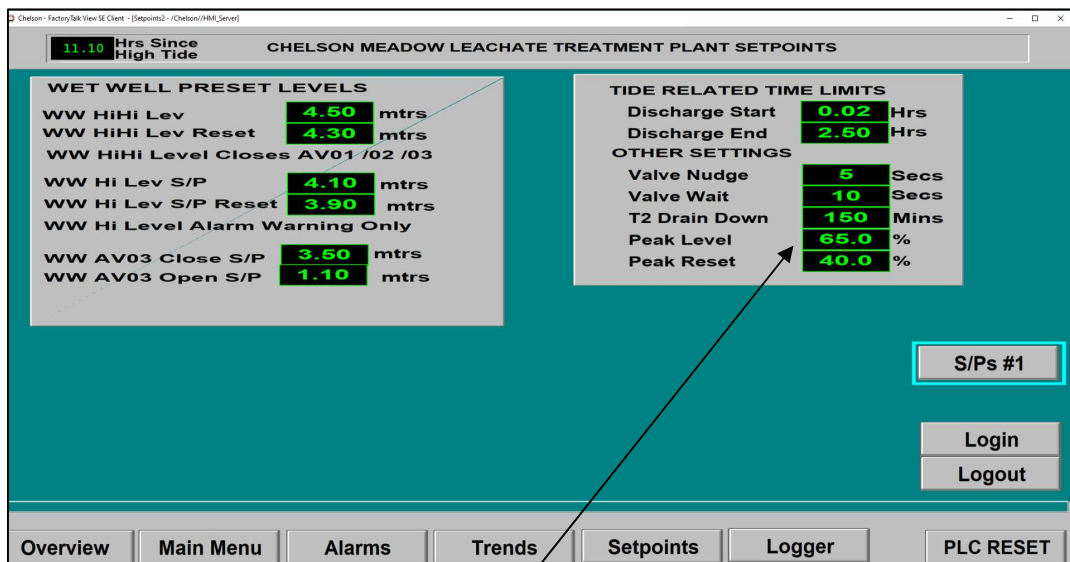 Chelson - FactoryTalk View SE Client - [Setpoints2 - /Chelson//HMI_Server]
11.10 Hrs Since High Tide
CHELSON MEADOW LEACHATE TREATMENT PLANT SETPOINTS
WET WELL PRESET LEVELS
WW HiHi Lev 4.50 mtrs
WW HiHi Lev Reset 4.30 mtrs
WW HiHi Level Closes AV01 /02 /03
WW Hi Lev S/P 4.10 mtrs
WW Hi Lev S/P Reset 3.90 mtrs
WW Hi Level Alarm Warning Only
WW AV03 Close S/P 3.50 mtrs
WW AV03 Open S/P 1.10 mtrs
TIDE RELATED TIME LIMITS
Discharge Start 0.02 Hrs
Discharge End 2.50 Hrs
OTHER SETTINGS
Valve Nudge 5 Secs
Valve Wait 10 Secs
T2 Drain Down 150 Mins
Peak Level 65.0 %
Peak Reset 40.0 %
S/Ps #1
Login
Logout
Overview Main Menu Alarms Trends Setpoints Logger PLC RESET